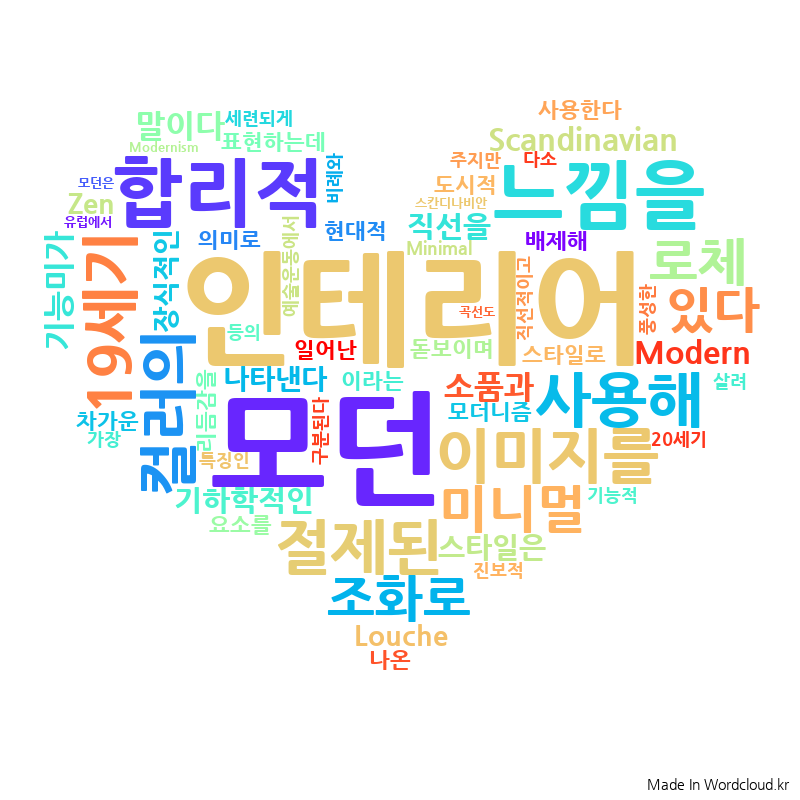 사용한다
세련되게
말이다
표현하는데
Scandinavian
Modernism
주지만
다소
합리적
비례와
느낌을
모던은
도시적
Zen
스칸디나비안
유럽에서
직선을
현대적
의미로
예술운동에서
배제해
Minimal
로체
기능미가
19세기
장식적인
인테리어
직선적이고
풍성한
있다
곡선도
등의
컬러의
일어난
돋보이며
스타일로
Modern
나타낸다
이라는
소품과
사용해
살려
리듬감을
모던
구분된다
차가운
모더니즘
가장
20세기
특징인
이미지를
기하학적인
미니멀
기능적
요소를
절제된
스타일은
진보적
조화로
Louche
나온
Made In Wordcloud.kr